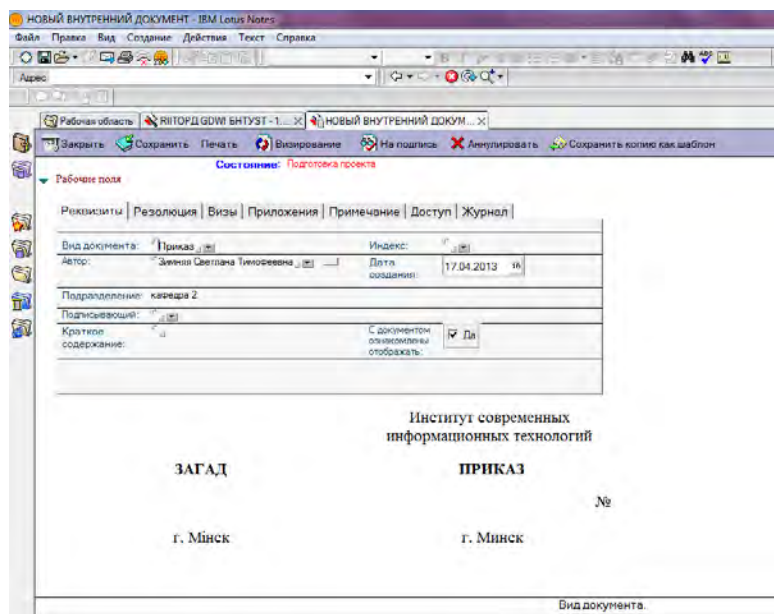 НОВЫЙ ВНУТРЕННИЙ ДОКУМЕНТ - IBM Lotus Notes
Файл Правка Вид Создание Действия Текст Справка
Адрес
Рабочая область
НОВЫЙ ВНУТРЕННИЙ ДОКУМ...
Закрыть Сохранить Печать Визирование На подпись Аннулировать Сохранить копию как шаблон
Состояние: Подготовка проекта
Рабочие поля
Реквизиты Резолюция Визы Приложения Примечание Доступ Журнал
Вид документа: Приказ Индекс:
Автор: Зимняя Светлана Тимофеевна Дата создания: 17.04.2013 16
Подразделение: кафедра 2
Подписывающий:
Краткое содержание: С документом ознакомлены отображать: Да
Институт современных
информационных технологий
ЗАГАД ПРИКАЗ
№
г. Мінск г. Минск
Вид документа.